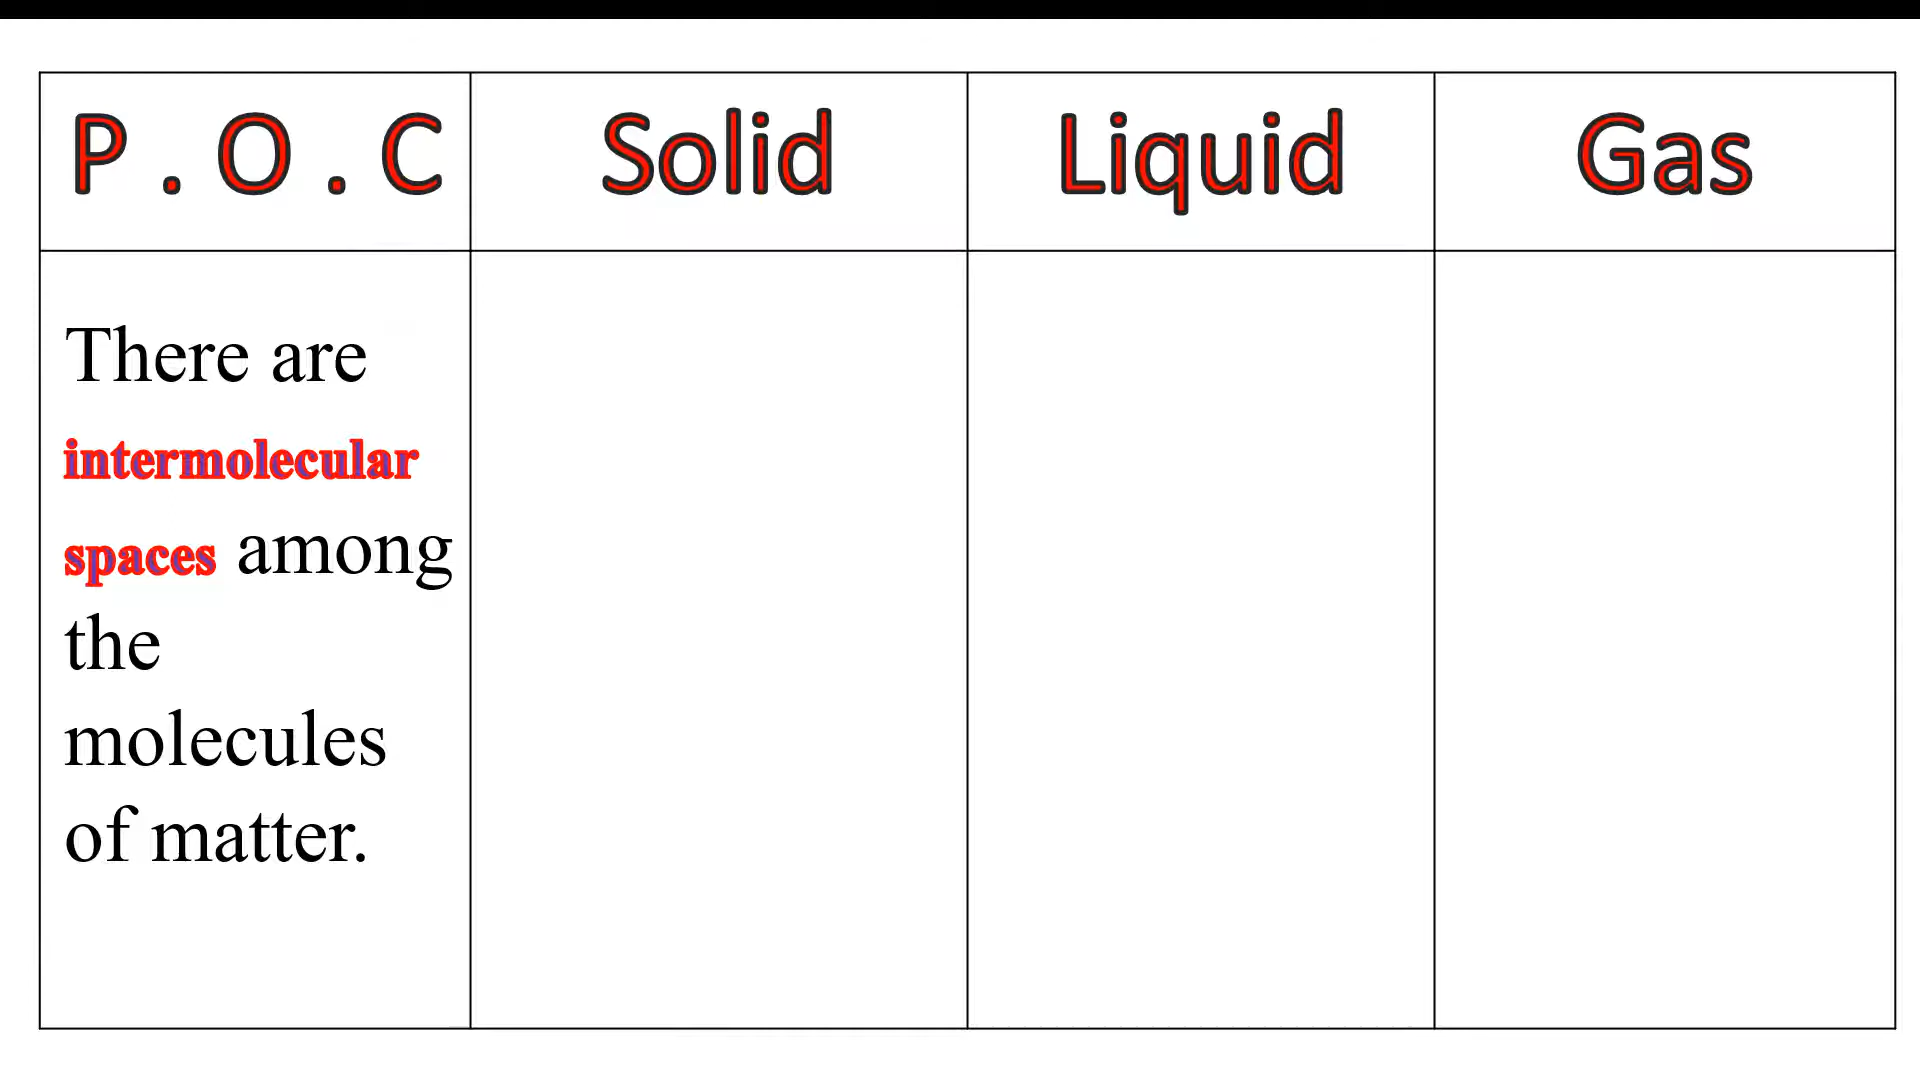 P . O . C Solid Liquid Gas
There are
intermolecular
spaces among
the
molecules
of matter.